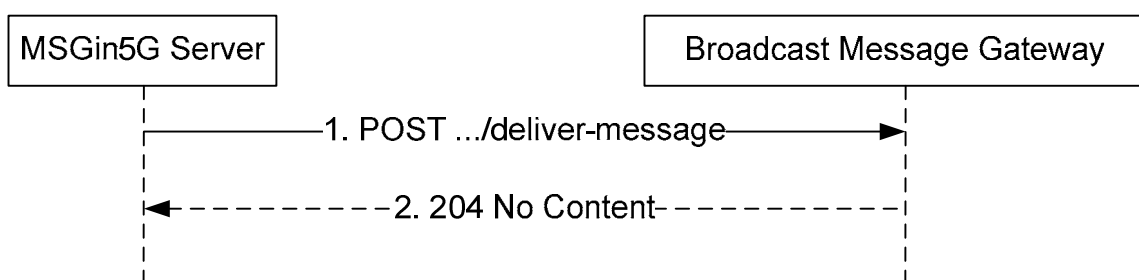 MSGin5G Server
Broadcast Message Gateway
1. POST .../deliver-message
2. 204 No Content